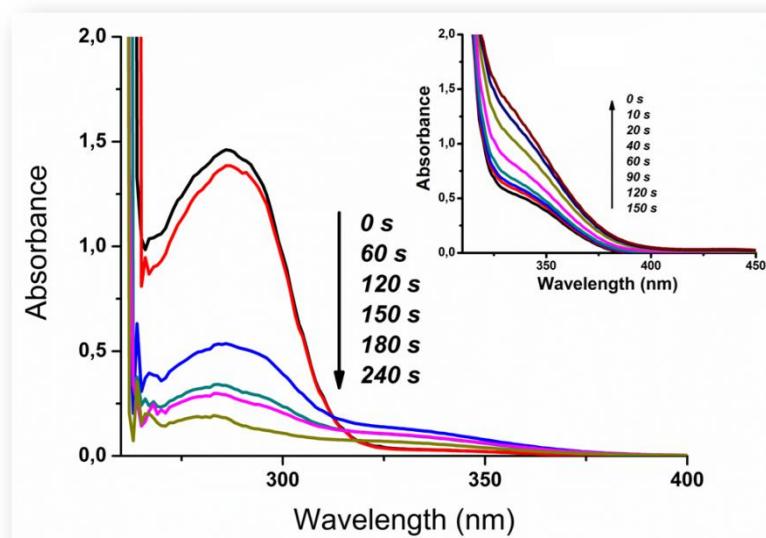 2,0
1,5
1,0
0,5
0,0
Absorbance
300
350
400
Wavelength (nm)
0 s
60 s
120 s
150 s
180 s
240 s
2,0
1,5
1,0
0,5
0,0
Absorbance
350
400
450
Wavelength (nm)
0 s
10 s
20 s
40 s
60 s
90 s
120 s
150 s